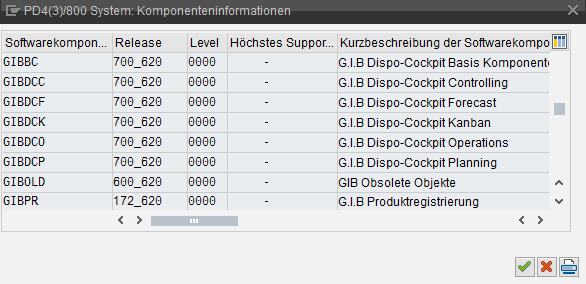 PD4(3)/800 System: Komponenteninformationen
Softwarekompon... Release Level Höchstes Suppor... Kurzbeschreibung der Softwarekompo
GIBBC 700_620 0000 - G.I.B Dispo-Cockpit Basis Komponente
GIBDCC 700_620 0000 - G.I.B Dispo-Cockpit Controlling
GIBDCF 700_620 0000 - G.I.B Dispo-Cockpit Forecast
GIBDCK 700_620 0000 - G.I.B Dispo-Cockpit Kanban
GIBDCO 700_620 0000 - G.I.B Dispo-Cockpit Operations
GIBDCP 700_620 0000 - G.I.B Dispo-Cockpit Planning
GIBOLD 600_620 0000 - GIB Obsolete Objekte
GIBPR 172_620 0000 - G.I.B Produktregistrierung